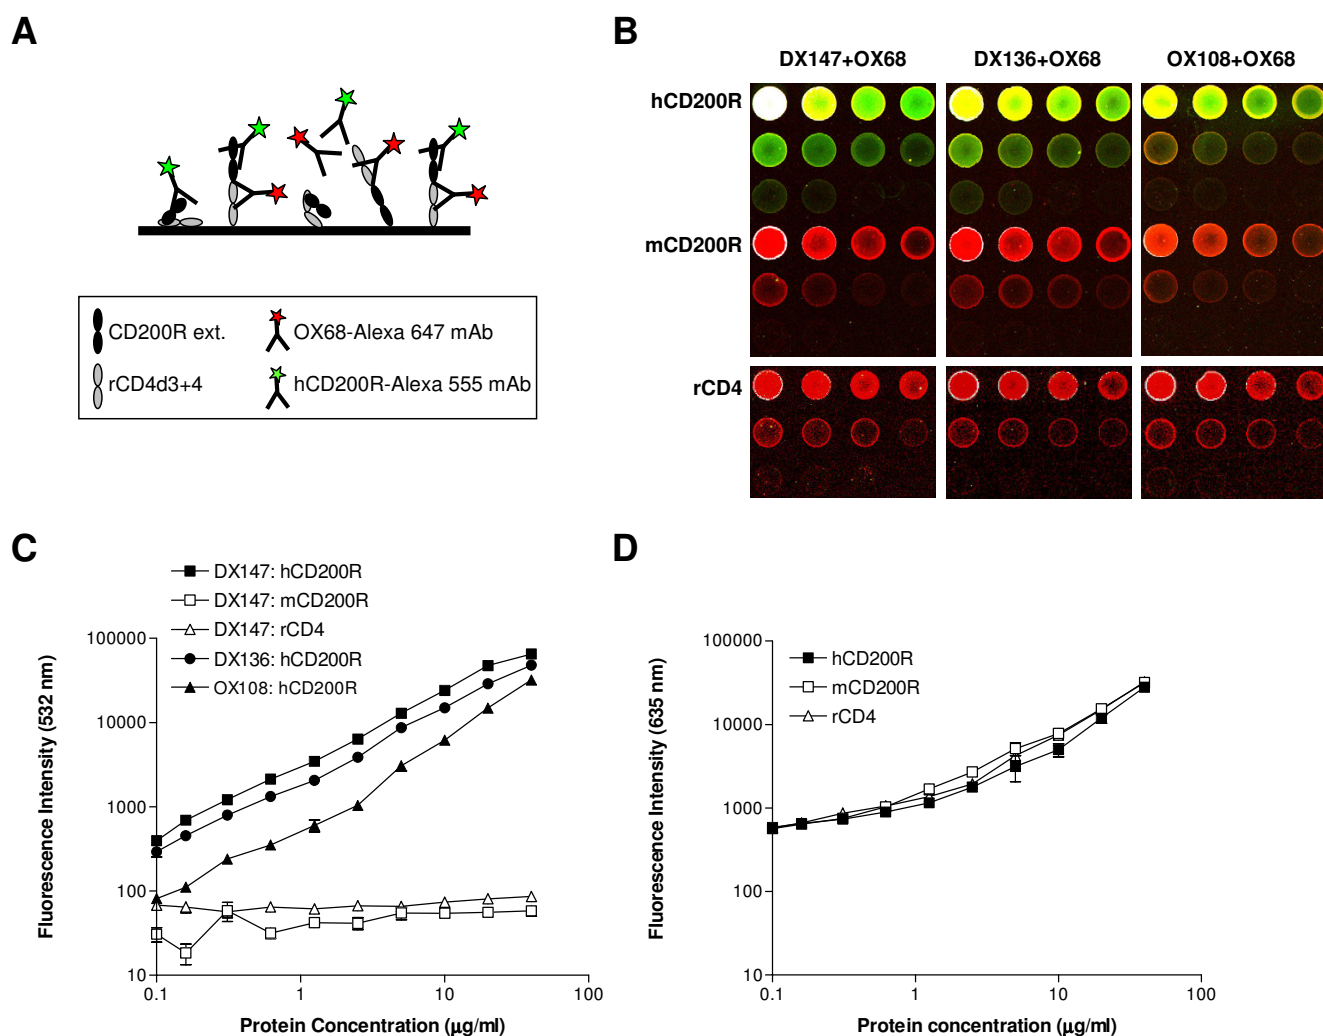 A
CD200R ext.
OX68-Alexa 647 mAb
rCD4d3+4
hCD200R-Alexa 555 mAb
B
DX147+OX68
DX136+OX68
OX108+OX68
hCD200R
mCD200R
rCD4
C
DX147: hCD200R
DX147: mCD200R
DX147: rCD4
DX136: hCD200R
OX108: hCD200R
Fluorescence Intensity (532 nm)
100000
10000
1000
100
10
0.1
1
10
100
Protein Concentration (µg/ml)
D
hCD200R
mCD200R
rCD4
Fluorescence Intensity (635 nm)
100000
10000
1000
100
10
0.1
1
10
100
Protein concentration (µg/ml)